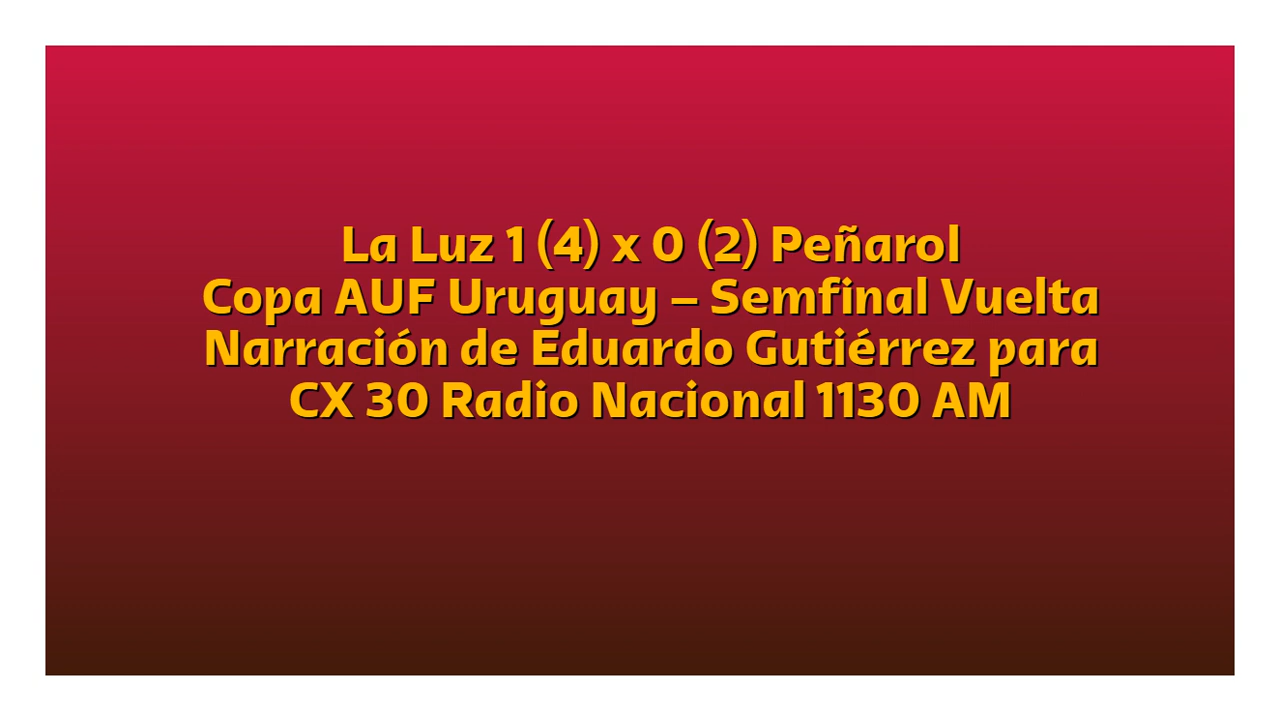 La Luz 1 (4) x 0 (2) Peñarol
Copa AUF Uruguay – Semfinal Vuelta
Narración de Eduardo Gutiérrez para
CX 30 Radio Nacional 1130 AM